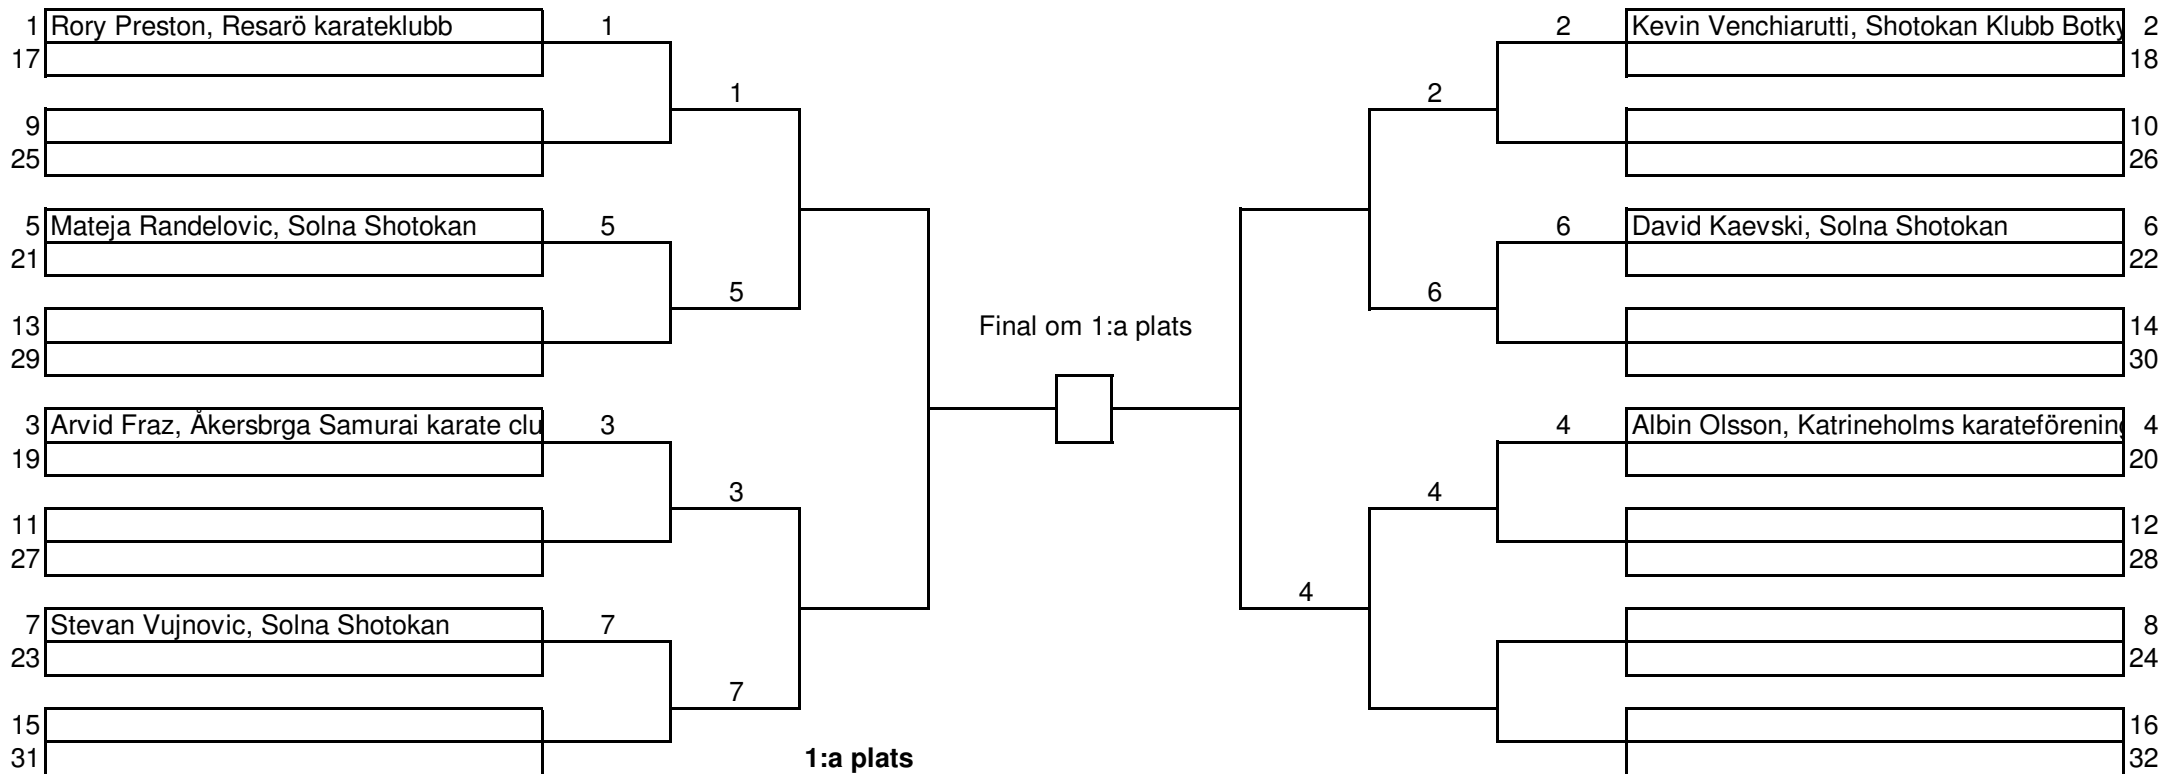 1 Rory Preston, Resarö karateklubb 1 2 Kevin Venchiarutti, Shotokan Klubb Botky 2
17 18
1 2
9 10
25 26
5 Mateja Randelovic, Solna Shotokan 5 6 David Kaevski, Solna Shotokan 6
21 22
5 6
13 Final om 1:a plats 14
29 30
3 Arvid Fraz, Åkersbrga Samurai karate clu 3 4 Albin Olsson, Katrineholms karateförening 4
19 20
3 4
11 12
27 28
4
7 Stevan Vujnovic, Solna Shotokan 7 8
23 24
7
15 16
31 1:a plats 32